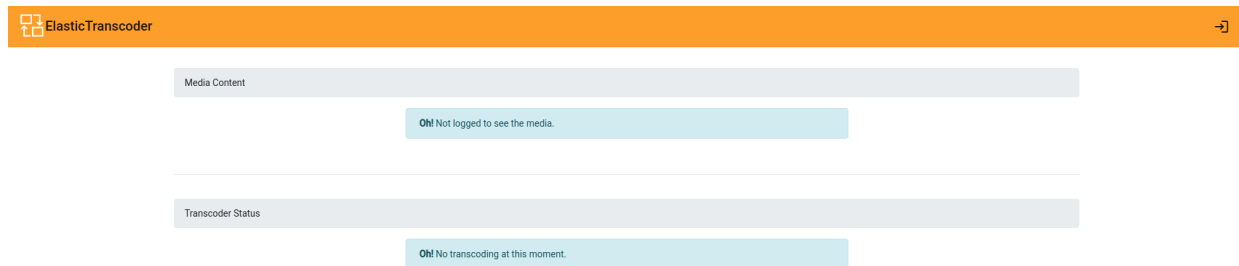 ElasticTranscoder
Media Content
Oh! Not logged to see the media.
Transcoder Status
Oh! No transcoding at this moment.